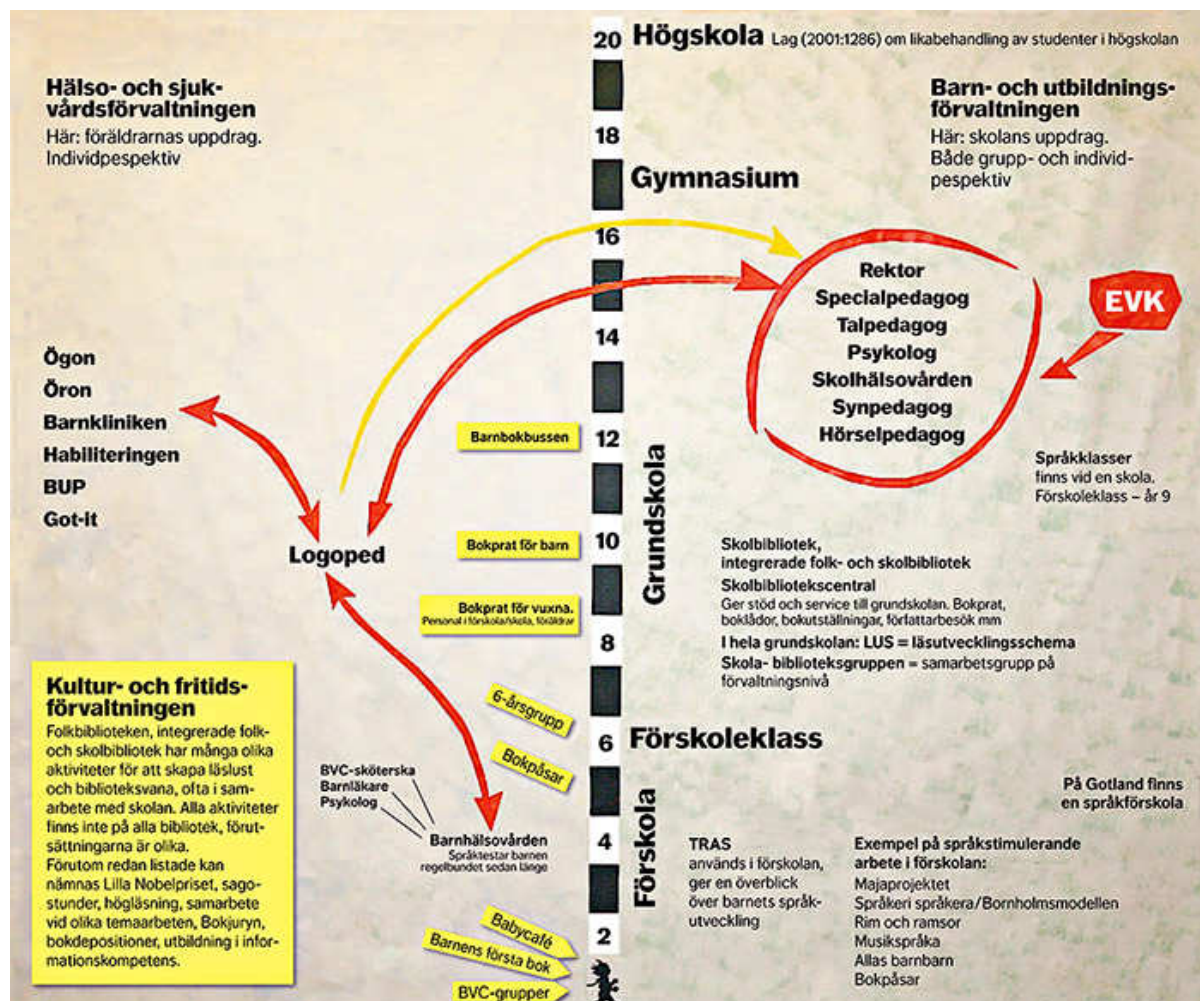 20 Högskola Lag (2001:1286) om likabehandling av studenter i högskolan
Hälso- och sjuk-
vårdsförvaltningen
Här: föräldrarnas uppdrag.
Individpespektiv
Barn- och utbildnings-
förvaltningen
Här: skolans uppdrag.
Både grupp- och individ-
pespektiv
18
Gymnasium
16
Rektor
Specialpedagog
Talpedagog
Psykolog
Skolhälsovården
Synpedagog
Hörselpedagog
EVK
14
Ögon
Öron
Barnkliniken
Habiliteringen
BUP
Got-it
Logoped
Barnbokbussen
12
Språkklasser
finns vid en skola.
Förskoleklass – år 9
Grundskola
Bokprat för barn
10
Skolbibliotek,
integrerade folk- och skolbibliotek
Skolbibliotekscentral
Ger stöd och service till grundskolan. Bokprat,
boklådor, bokutställningar, författarbesök mm
I hela grundskolan: LUS = läsutvecklingsschema
Skola- biblioteksgruppen = samarbetsgrupp på
förvaltningsnivå
Bokprat för vuxna.
Personal i förskola/skola, föräldrar
8
6-årsgrupp
6 Förskoleklass
Bokpåsar
Kultur- och fritids-
förvaltningen
Folkbiblioteken, integrerade folk-
och skolbibliotek har många olika
aktiviteter för att skapa läslust
och biblioteksvana, ofta i sam-
arbete med skolan. Alla aktiviteter
finns inte på alla bibliotek, förut-
sättningarna är olika.
Förutom redan listade kan
nämnas Lilla Nobelpriset, sago-
stunder, högläsning, samarbete
vid olika temaarbeten, Bokjuryn,
bokdepositioner, utbildning i infor-
mationskompetens.
BVC-sköterska
Barnläkare
Psykolog
Barnhälsovården
Språktestar barnen
regelbundet sedan länge
På Gotland finns
en språkförskola
4
Förskola
TRAS
används i förskolan,
ger en överblick
över barnets språk-
utveckling
Exempel på språkstimulerande
arbete i förskolan:
Majaprojektet
Språkeri språkera/Bornholmsmodellen
Rim och ramsor
Musikspråka
Allas barnbarn
Bokpåsar
2
Babycafé
Barnens första bok
BVC-grupper